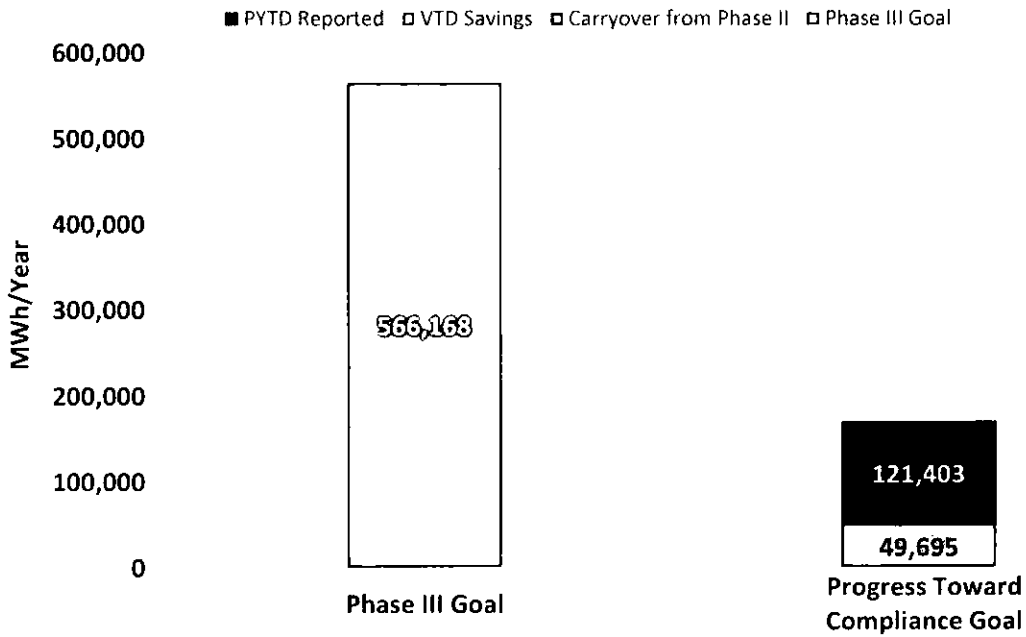 PYTD Reported VTD Savings Carryover from Phase II Phase III Goal
600,000
500,000
400,000
300,000
200,000
100,000
0
MWh/Year
566,168
121,403
49,695
Phase III Goal
Progress Toward
Compliance Goal